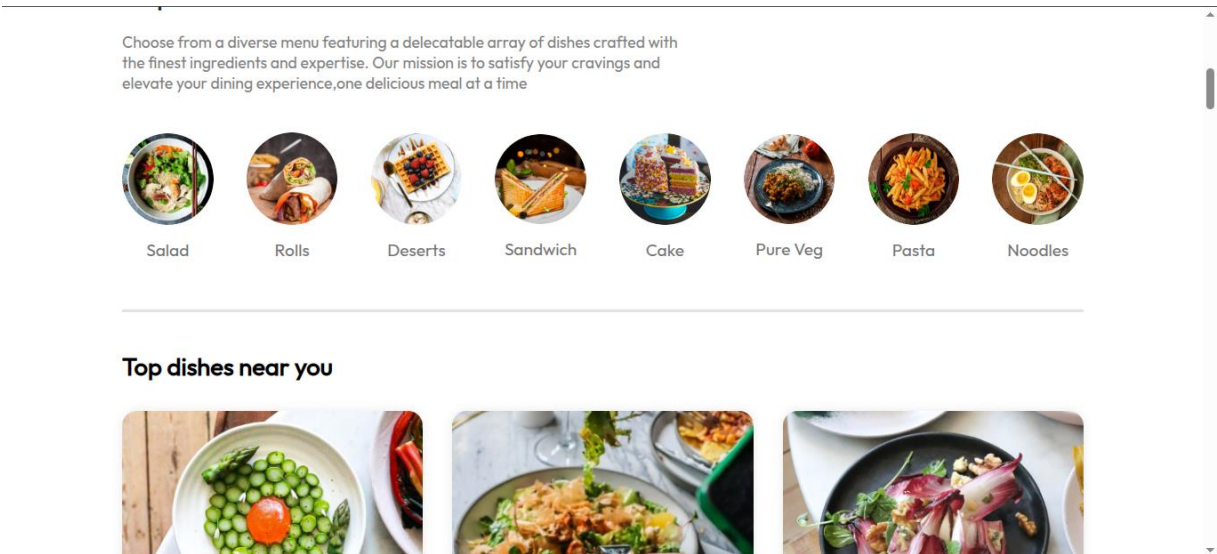 Choose from a diverse menu featuring a delecatable array of dishes crafted with
the finest ingredients and expertise. Our mission is to satisfy your cravings and
elevate your dining experience,one delicious meal at a time
Salad
Rolls
Deserts
Sandwich
Cake
Pure Veg
Pasta
Noodles
Top dishes near you